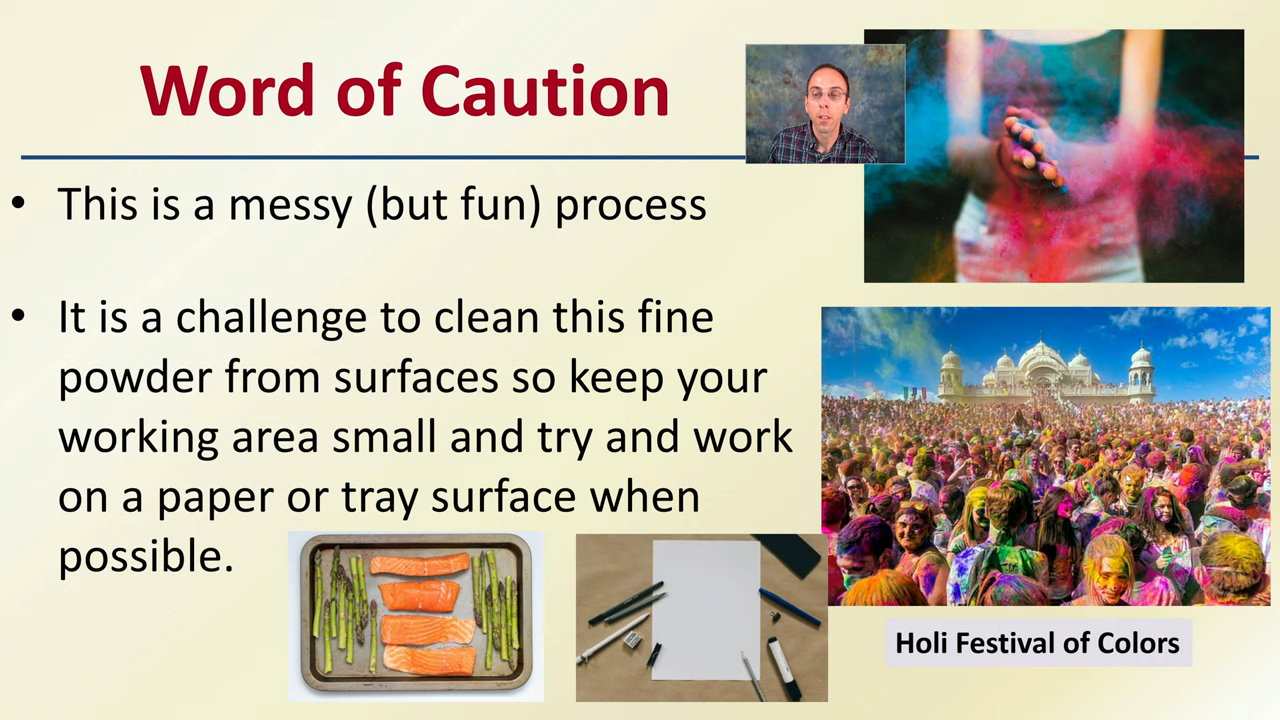 Word of Caution
• This is a messy (but fun) process
• It is a challenge to clean this fine
powder from surfaces so keep your
working area small and try and work
on a paper or tray surface when
possible.
Holi Festival of Colors